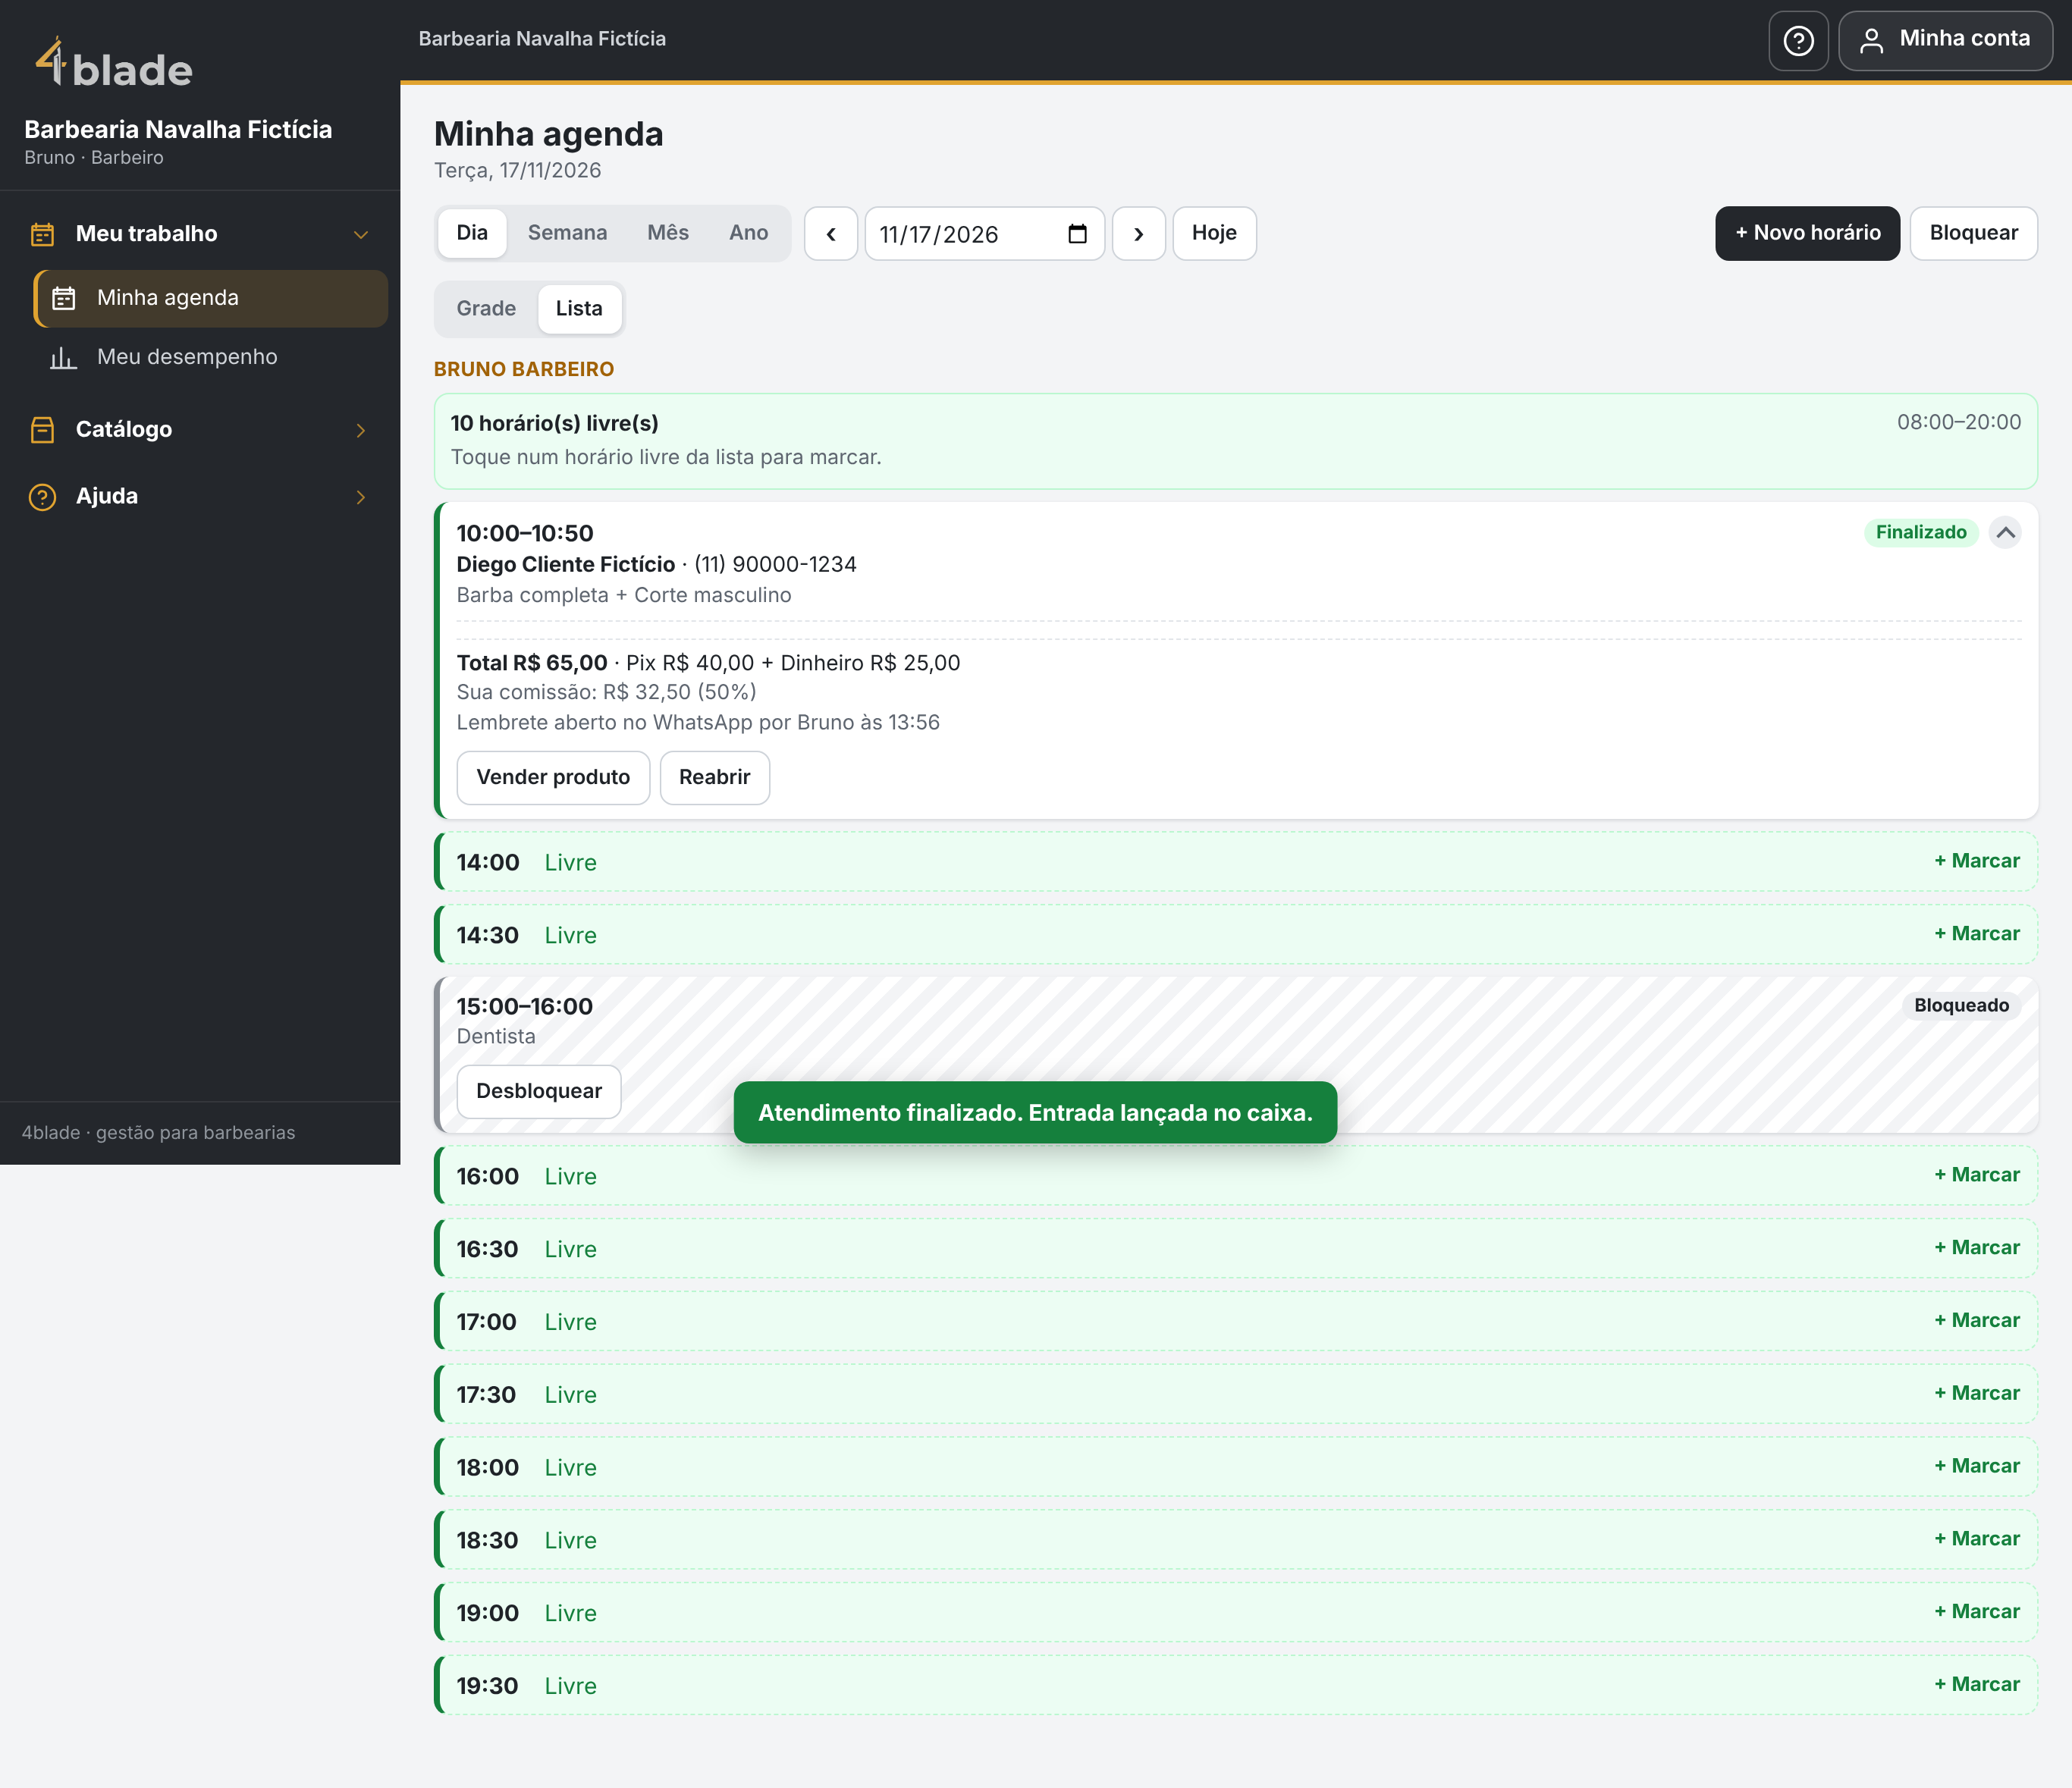 4blade
Barbearia Navalha Fictícia
Bruno · Barbeiro
Meu trabalho
Minha agenda
Meu desempenho
Catálogo
Ajuda
4blade · gestão para barbearias
Barbearia Navalha Fictícia
Minha conta
Minha agenda
Terça, 17/11/2026
Dia Semana Mês Ano ‹ 11/17/2026 › Hoje + Novo horário Bloquear
Grade Lista
BRUNO BARBEIRO
10 horário(s) livre(s) 08:00–20:00
Toque num horário livre da lista para marcar.
10:00–10:50 Finalizado
Diego Cliente Fictício · (11) 90000-1234
Barba completa + Corte masculino
Total R$ 65,00 · Pix R$ 40,00 + Dinheiro R$ 25,00
Sua comissão: R$ 32,50 (50%)
Lembrete aberto no WhatsApp por Bruno às 13:56
Vender produto Reabrir
14:00 Livre + Marcar
14:30 Livre + Marcar
15:00–16:00 Bloqueado
Dentista
Desbloquear
Atendimento finalizado. Entrada lançada no caixa.
16:00 Livre + Marcar
16:30 Livre + Marcar
17:00 Livre + Marcar
17:30 Livre + Marcar
18:00 Livre + Marcar
18:30 Livre + Marcar
19:00 Livre + Marcar
19:30 Livre + Marcar